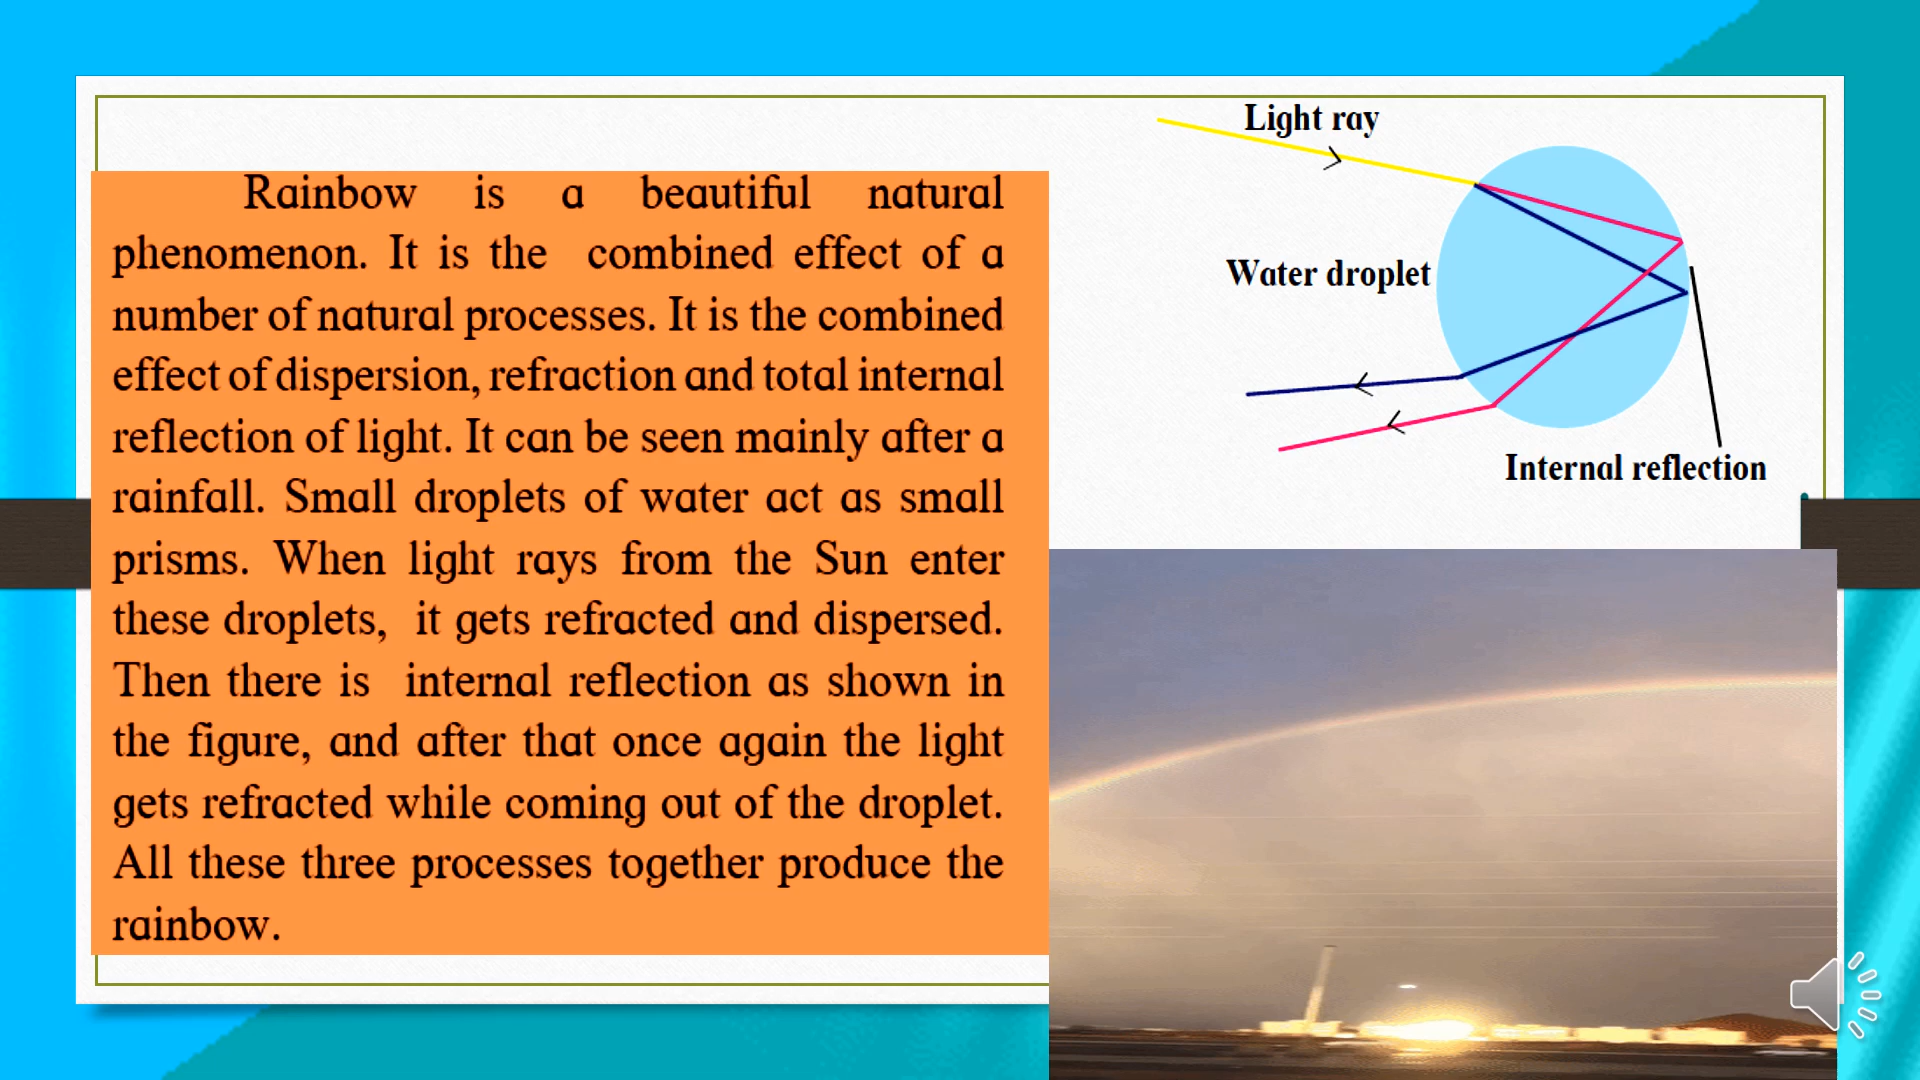 Rainbow is a beautiful natural
phenomenon. It is the combined effect of a
number of natural processes. It is the combined
effect of dispersion, refraction and total internal
reflection of light. It can be seen mainly after a
rainfall. Small droplets of water act as small
prisms. When light rays from the Sun enter
these droplets, it gets refracted and dispersed.
Then there is internal reflection as shown in
the figure, and after that once again the light
gets refracted while coming out of the droplet.
All these three processes together produce the
rainbow.
Light ray
Water droplet
Internal reflection